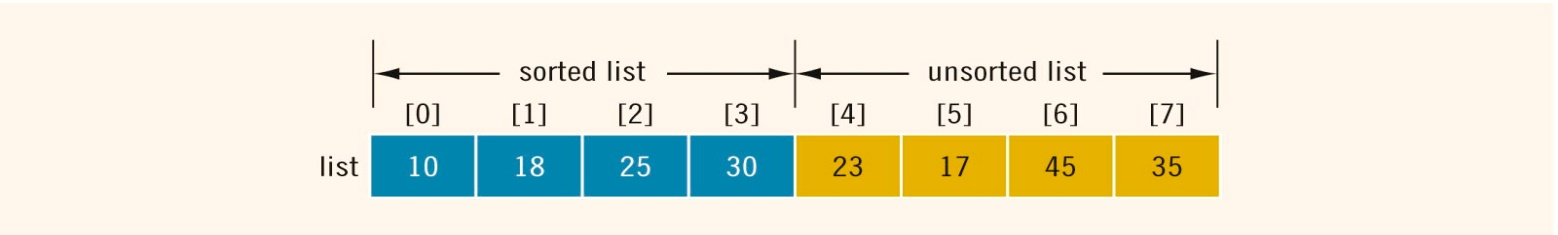 sorted list unsorted list
[0] [1] [2] [3] [4] [5] [6] [7]
list 10 18 25 30 23 17 45 35